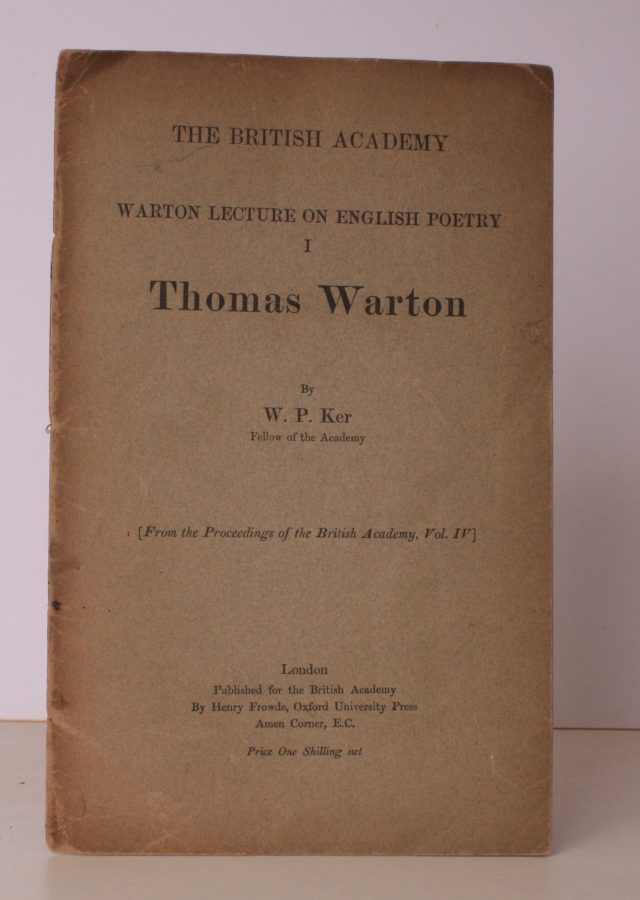 THE BRITISH ACADEMY
WARTON LECTURE ON ENGLISH POETRY
I
Thomas Warton
By
W. P. Ker
Fellow of the Academy
[From the Proceedings of the British Academy, Vol. IV]
London
Published for the British Academy
By Henry Frowde, Oxford University Press
Amen Corner, E.C.
Price One Shilling net